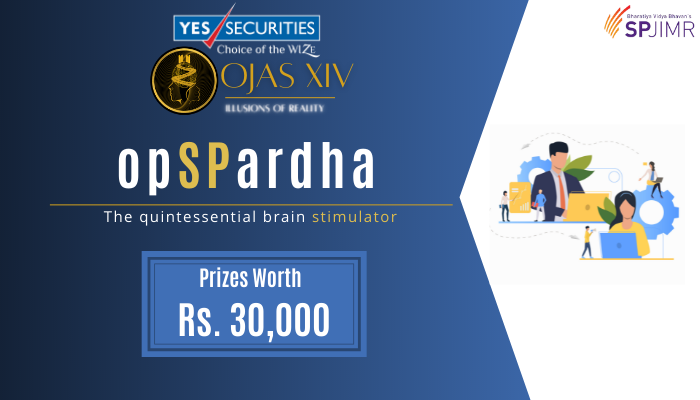 YES SECURITIES
Choice of the WIZE
OJAS XIV
ILLUSIONS OF REALITY
Bharatiya Vidya Bhavan's
SPJIMR
opSPardha
The quintessential brain stimulator
Prizes Worth
Rs. 30,000